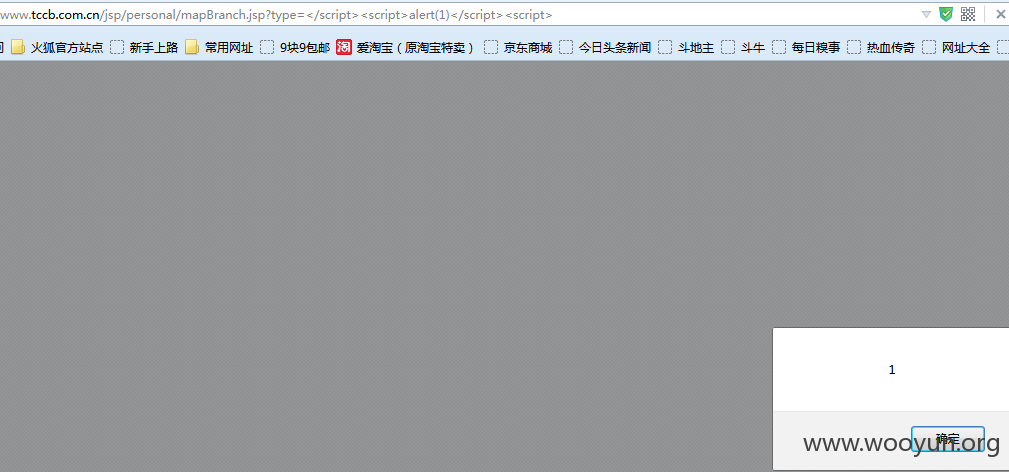 www.tccb.com.cn/jsp/personal/mapBranch.jsp?type=</script><script>alert(1)</script><script>
火狐官方站点 新手上路 常用网址 9块9包邮 淘 爱淘宝（原淘宝特卖） 京东商城 今日头条新闻 斗地主 斗牛 每日糗事 热血传奇 网址大全
1
确定
www.wooyun.org